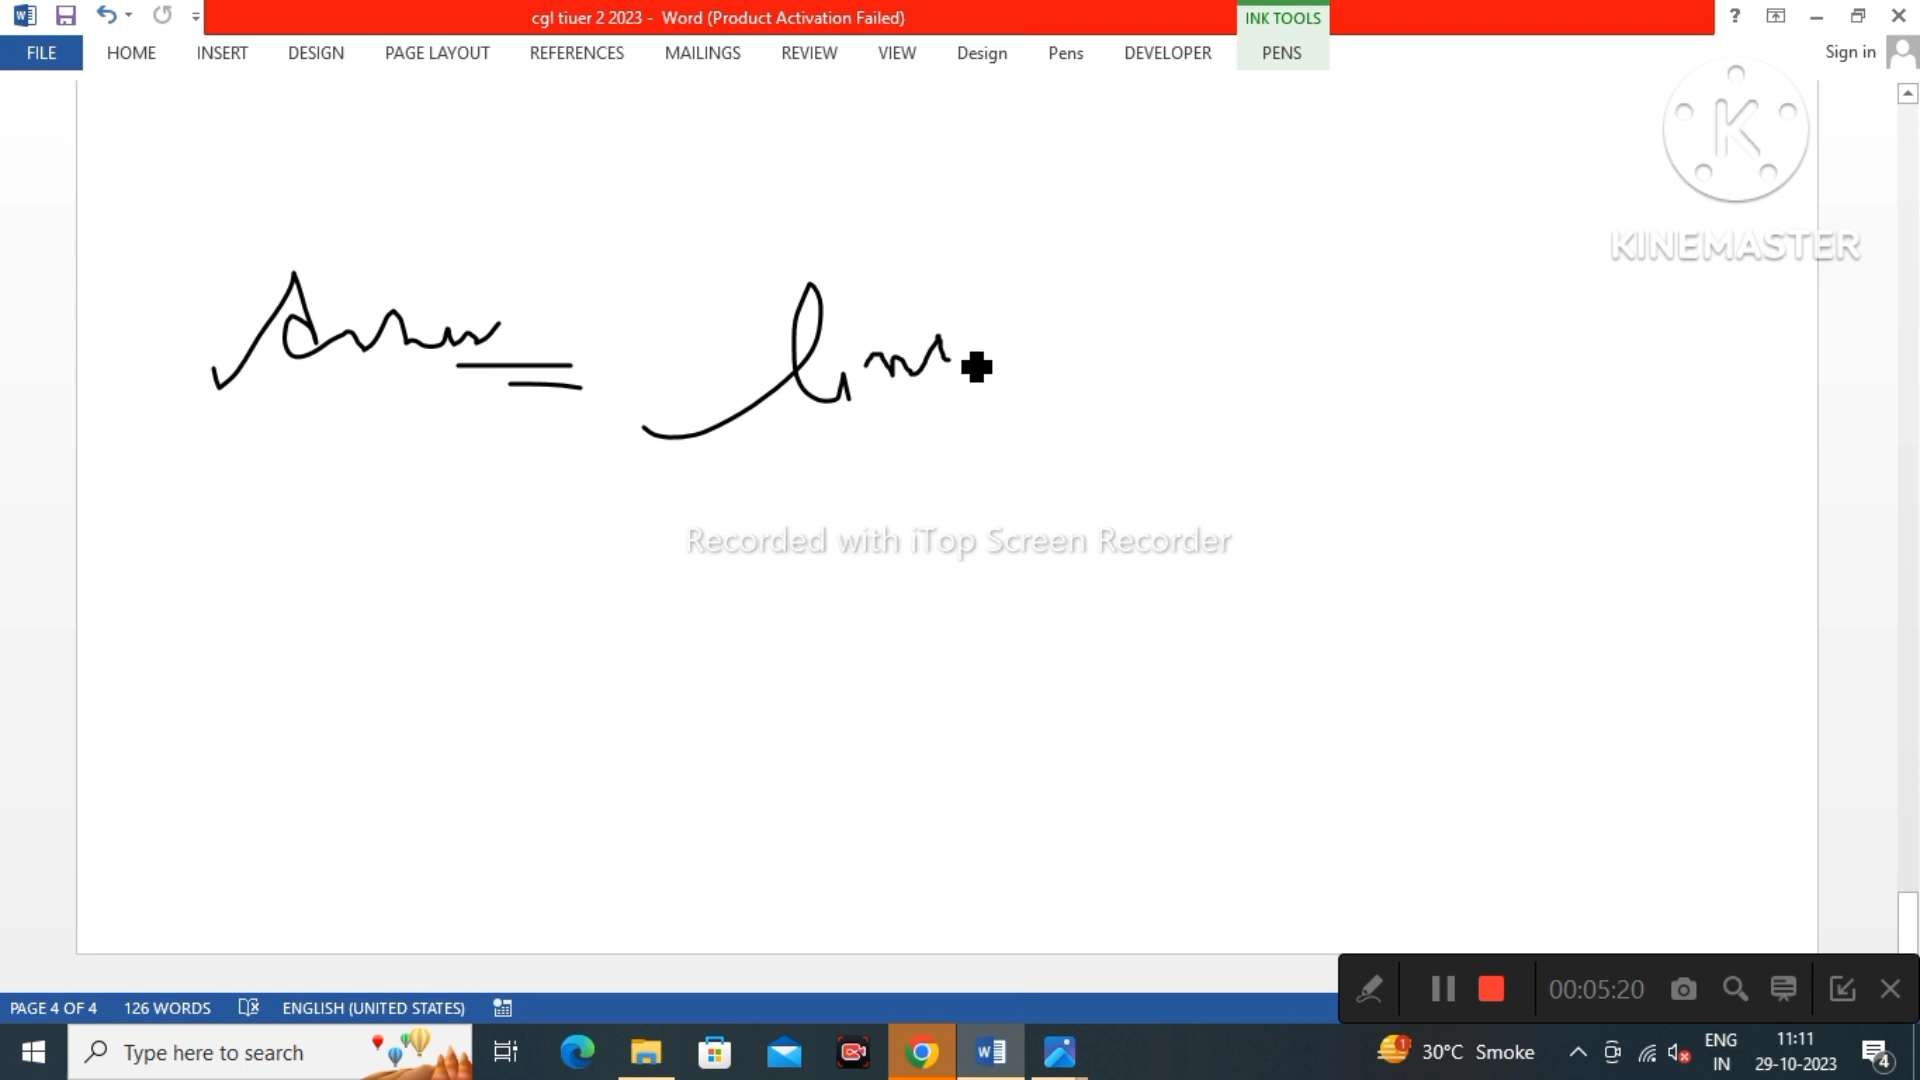 cgl tiuer 2 2023 - Word (Product Activation Failed)
INK TOOLS
?
FILE HOME INSERT DESIGN PAGE LAYOUT REFERENCES MAILINGS REVIEW VIEW Design Pens DEVELOPER PENS
Sign in
K
KINEMASTER
Recorded with iTop Screen Recorder
00:05:20
PAGE 4 OF 4 126 WORDS ENGLISH (UNITED STATES)
Type here to search
30°C Smoke
ENG
IN
11:11
29-10-2023
4